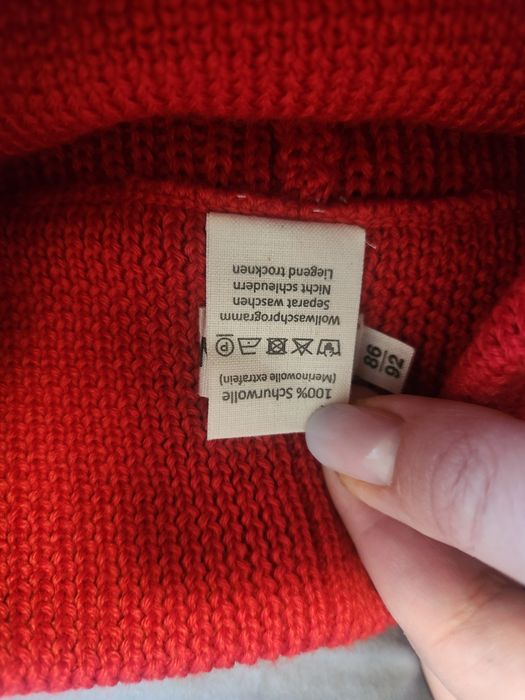 100% Schurwolle
(Merinowolle extrafein)
P
Wollwaschprogramm
Separat waschen
Nicht schleudern
Liegend trocknen
86
92